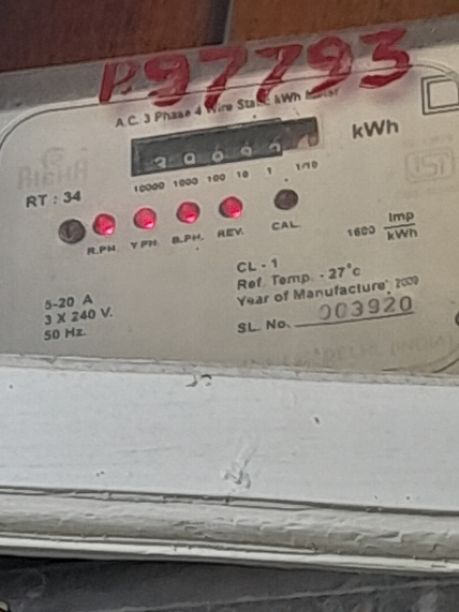 P97793
A.C. 3 Phase 4 Wire Static kWh Meter
kWh
10000 1000 100 10 1 1/10
RT : 34
R.PH. Y PH. B.PH. REV. CAL.
1600 Imp
kWh
CL - 1
Ref. Temp. - 27°c
Year of Manufacture: 2009
5-20 A
3 X 240 V.
50 Hz.
SL. No. 003920